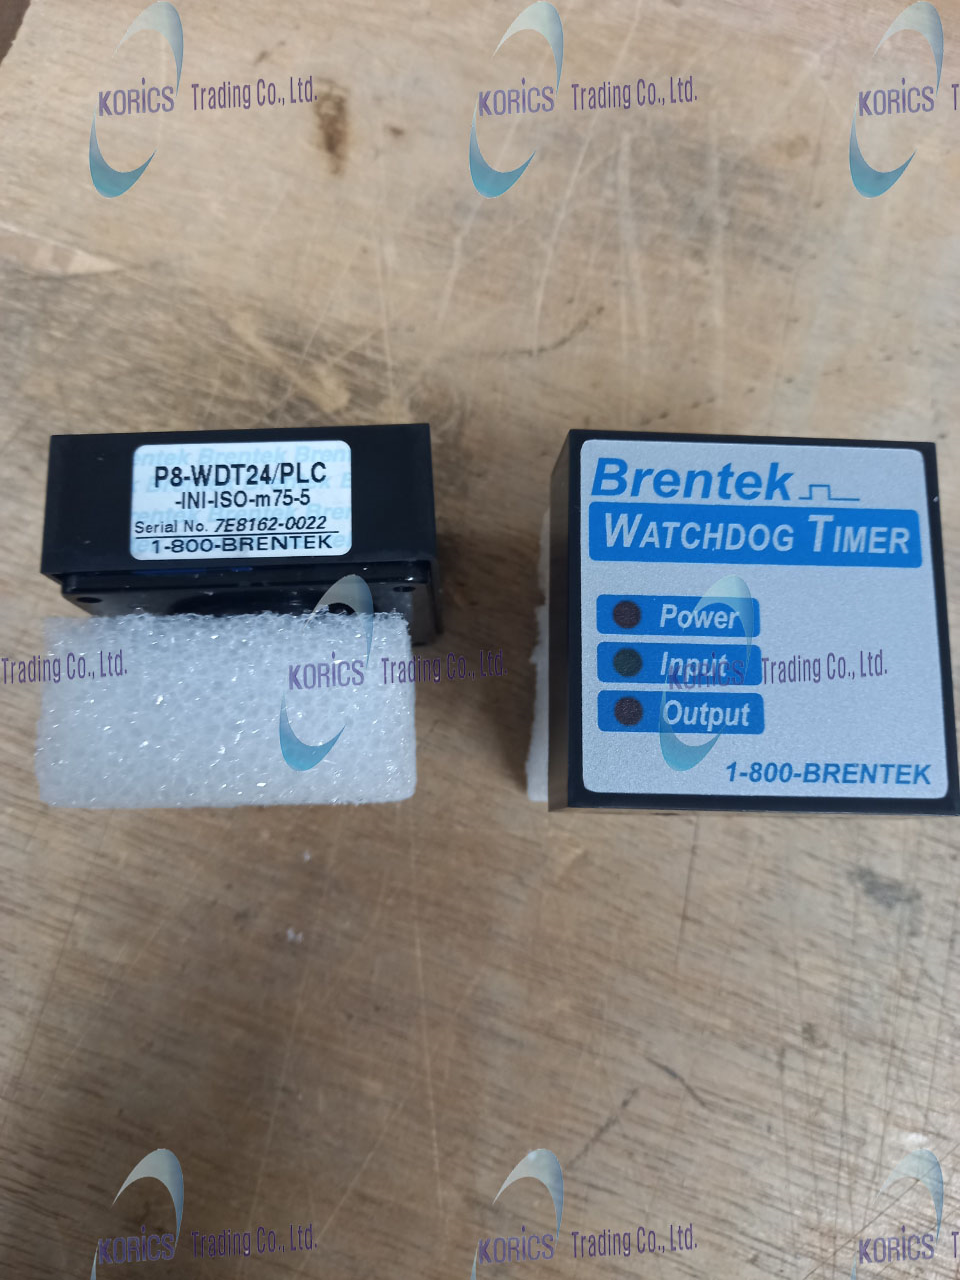 KORiCS Trading Co., Ltd.
KORiCS Trading Co., Ltd.
KORiCS
P8-WDT24/PLC
-INI-ISO-m75-5
Serial No. 7E8162-0022
1-800-BRENTEK
Brentek
WATCHDOG TIMER
Power
Input
Output
1-800-BRENTEK
Trading Co., Ltd.
KORiCS Trading Co., Ltd.
KORiCS Trading Co., Ltd.
KORiCS Trading Co., Ltd.
KORiCS Trading Co., Ltd.
KORiCS